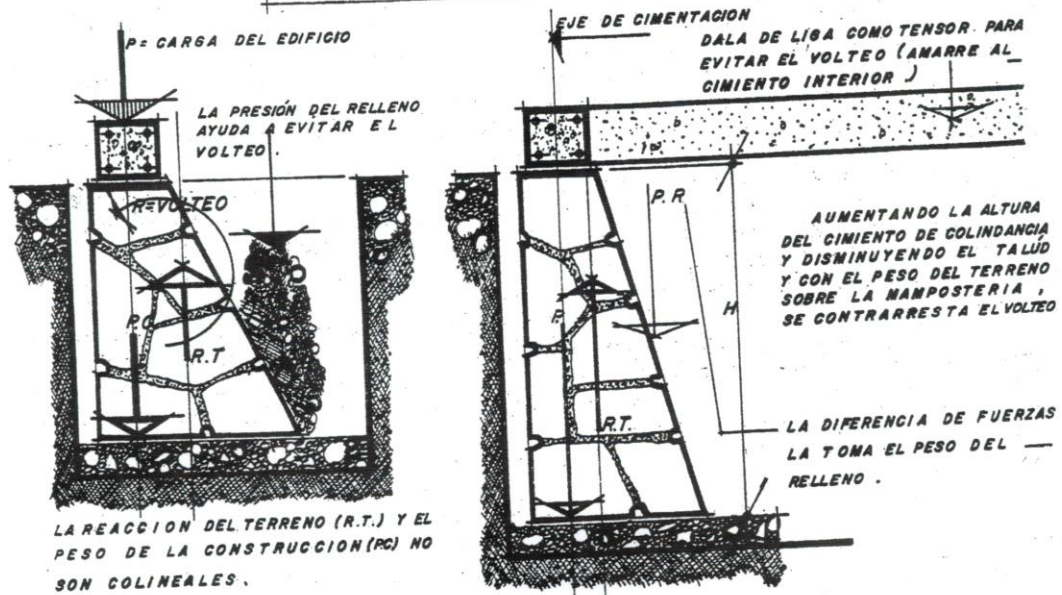 P= CARGA DEL EDIFICIO
LA PRESIÓN DEL RELLENO
AYUDA A EVITAR EL
VOLTEO.
R=VOLTEO
P.C
R.T
LA REACCION DEL TERRENO (R.T.) Y EL
PESO DE LA CONSTRUCCION (PC) NO
SON COLINEALES.
EJE DE CIMENTACION
DALA DE LIGA COMO TENSOR PARA
EVITAR EL VOLTEO (AMARRE AL
CIMIENTO INTERIOR)
P.R
P.
H
R.T.
AUMENTANDO LA ALTURA
DEL CIMIENTO DE COLINDANCIA
Y DISMINUYENDO EL TALÚD
Y CON EL PESO DEL TERRENO
SOBRE LA MAMPOSTERIA,
SE CONTRARRESTA EL VOLTEO
LA DIFERENCIA DE FUERZAS
LA TOMA EL PESO DEL
RELLENO.